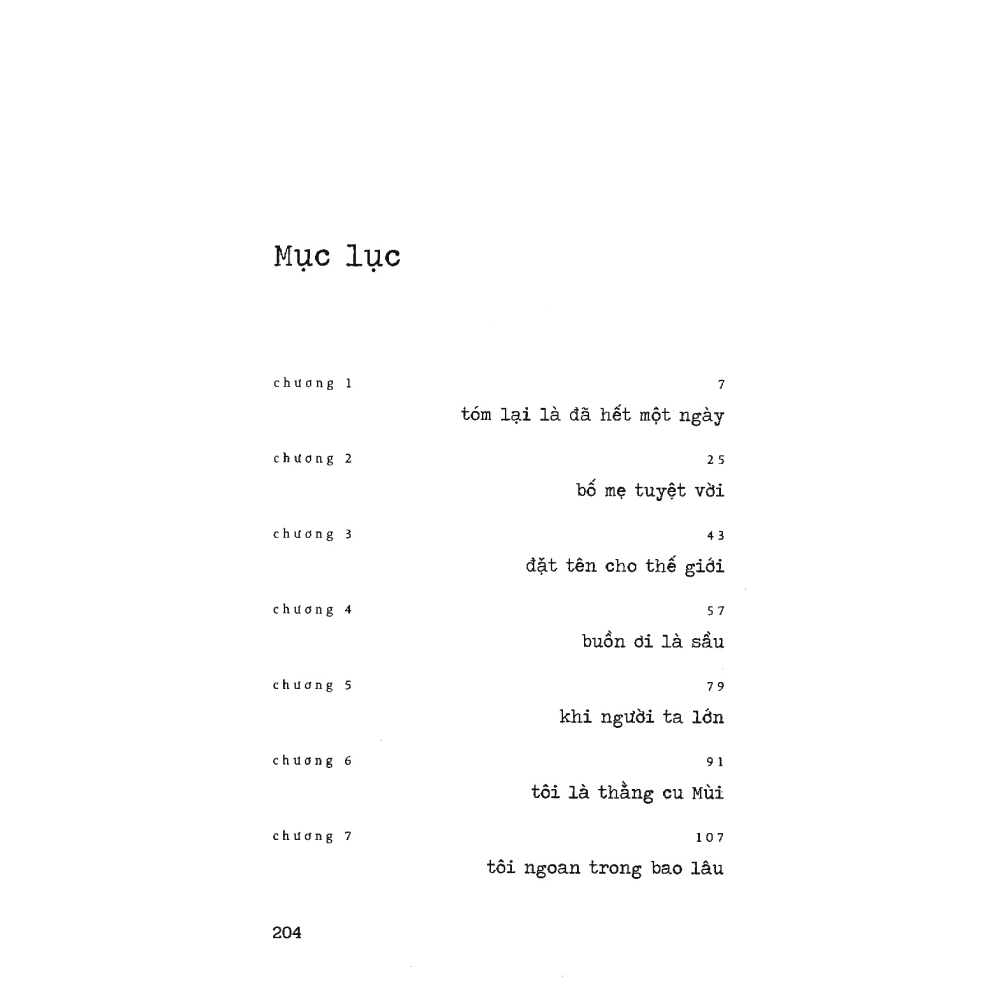 Mục lục
chương 1 7
tóm lại là đã hết một ngày
chương 2 25
bố mẹ tuyệt vời
chương 3 43
đặt tên cho thế giới
chương 4 57
buồn ơi là sầu
chương 5 79
khi người ta lớn
chương 6 91
tôi là thằng cu Mùi
chương 7 107
tôi ngoan trong bao lâu
204